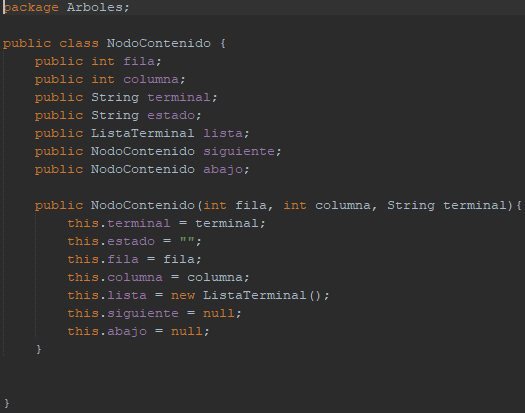 package Arboles;
public class NodoContenido {
public int fila;
public int columna;
public String terminal;
public String estado;
public ListaTerminal lista;
public NodoContenido siguiente;
public NodoContenido abajo;
public NodoContenido(int fila, int columna, String terminal){
this.terminal = terminal;
this.estado = "";
this.fila = fila;
this.columna = columna;
this.lista = new ListaTerminal();
this.siguiente = null;
this.abajo = null;
}
}